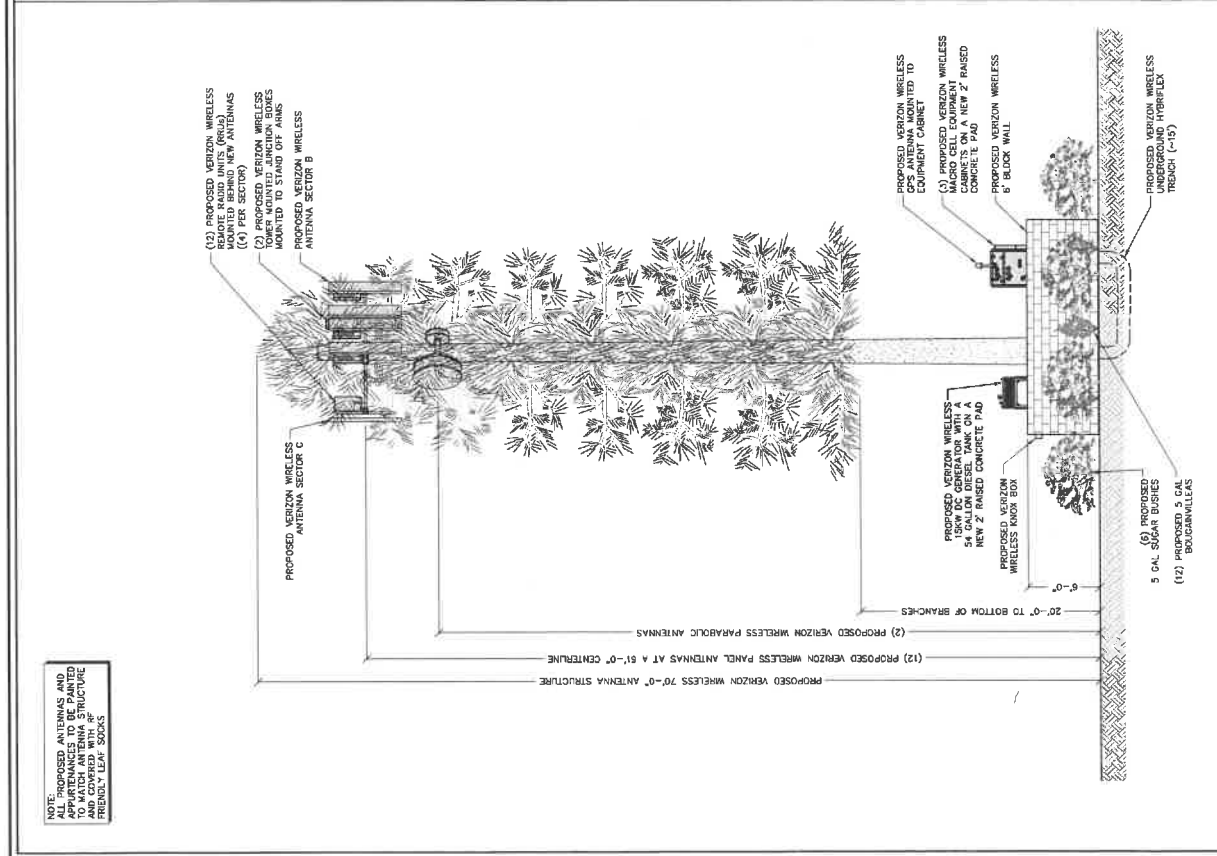 NOTE:
ALL PROPOSED ANTENNAS AND
APPURTENANCES TO BE PAINTED
TO MATCH ANTENNA STRUCTURE
AND COVERED WITH RF
FRIENDLY LEAF SOCKS
(12) PROPOSED VERIZON WIRELESS
REMOTE RADIO UNITS (RRUs)
MOUNTED BEHIND NEW ANTENNAS
((4) PER SECTOR)
(2) PROPOSED VERIZON WIRELESS
TOWER MOUNTED JUNCTION BOXES
MOUNTED TO STAND OFF ARMS
PROPOSED VERIZON WIRELESS
ANTENNA SECTOR B
PROPOSED VERIZON WIRELESS
ANTENNA SECTOR C
PROPOSED VERIZON WIRELESS
GPS ANTENNA MOUNTED TO
EQUIPMENT CABINET
(3) PROPOSED VERIZON WIRELESS
MACRO CELL EQUIPMENT
CABINETS ON A NEW 2' RAISED
CONCRETE PAD
PROPOSED VERIZON WIRELESS
6' BLOCK WALL
PROPOSED VERIZON WIRELESS
UNDERGROUND HYBRIFLEX
TRENCH (~15')
PROPOSED VERIZON WIRELESS
15KW DC GENERATOR WITH A
54 GALLON DIESEL TANK ON A
NEW 2' RAISED CONCRETE PAD
PROPOSED VERIZON
WIRELESS KNOX BOX
(6) PROPOSED
5 GAL SUGAR BUSHES
(12) PROPOSED 5 GAL
BOUGAINVILLEAS
6'-0"
20'-0" TO BOTTOM OF BRANCHES
(2) PROPOSED VERIZON WIRELESS PARABOLIC ANTENNAS
(12) PROPOSED VERIZON WIRELESS PANEL ANTENNAS AT A 61'-0" CENTERLINE
PROPOSED VERIZON WIRELESS 70'-0" ANTENNA STRUCTURE